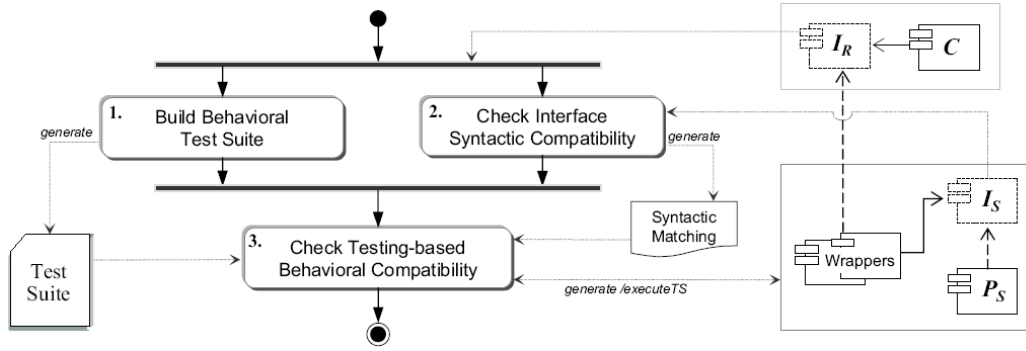 I_R
C
1.
Build Behavioral
Test Suite
2.
Check Interface
Syntactic Compatibility
generate
generate
I_S
Syntactic
Matching
3.
Check Testing-based
Behavioral Compatibility
Test
Suite
Wrappers
generate /executeTS
P_S